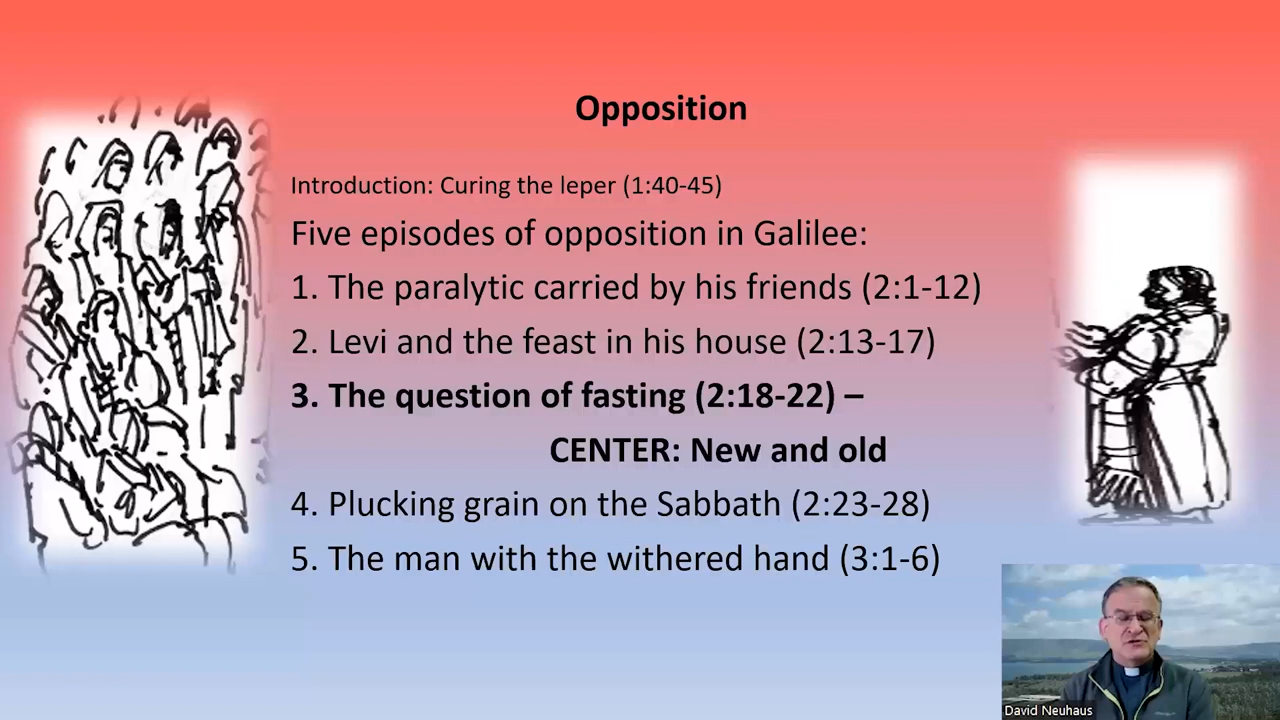 Opposition
Introduction: Curing the leper (1:40-45)
Five episodes of opposition in Galilee:
1. The paralytic carried by his friends (2:1-12)
2. Levi and the feast in his house (2:13-17)
3. The question of fasting (2:18-22) –
CENTER: New and old
4. Plucking grain on the Sabbath (2:23-28)
5. The man with the withered hand (3:1-6)
David Neuhaus